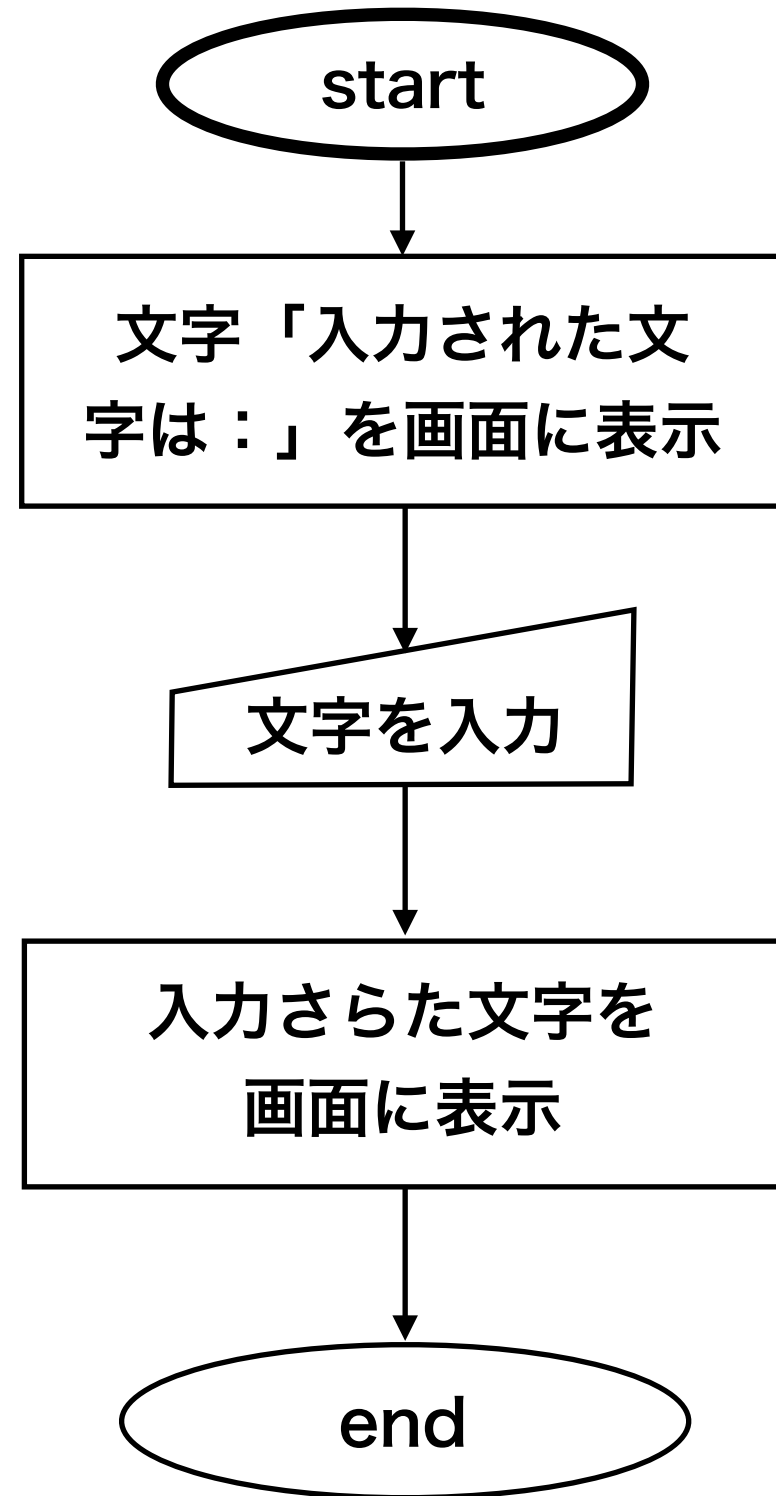 start
文字「入力された文
字は：」を画面に表示
文字を入力
入力さらた文字を
画面に表示
end